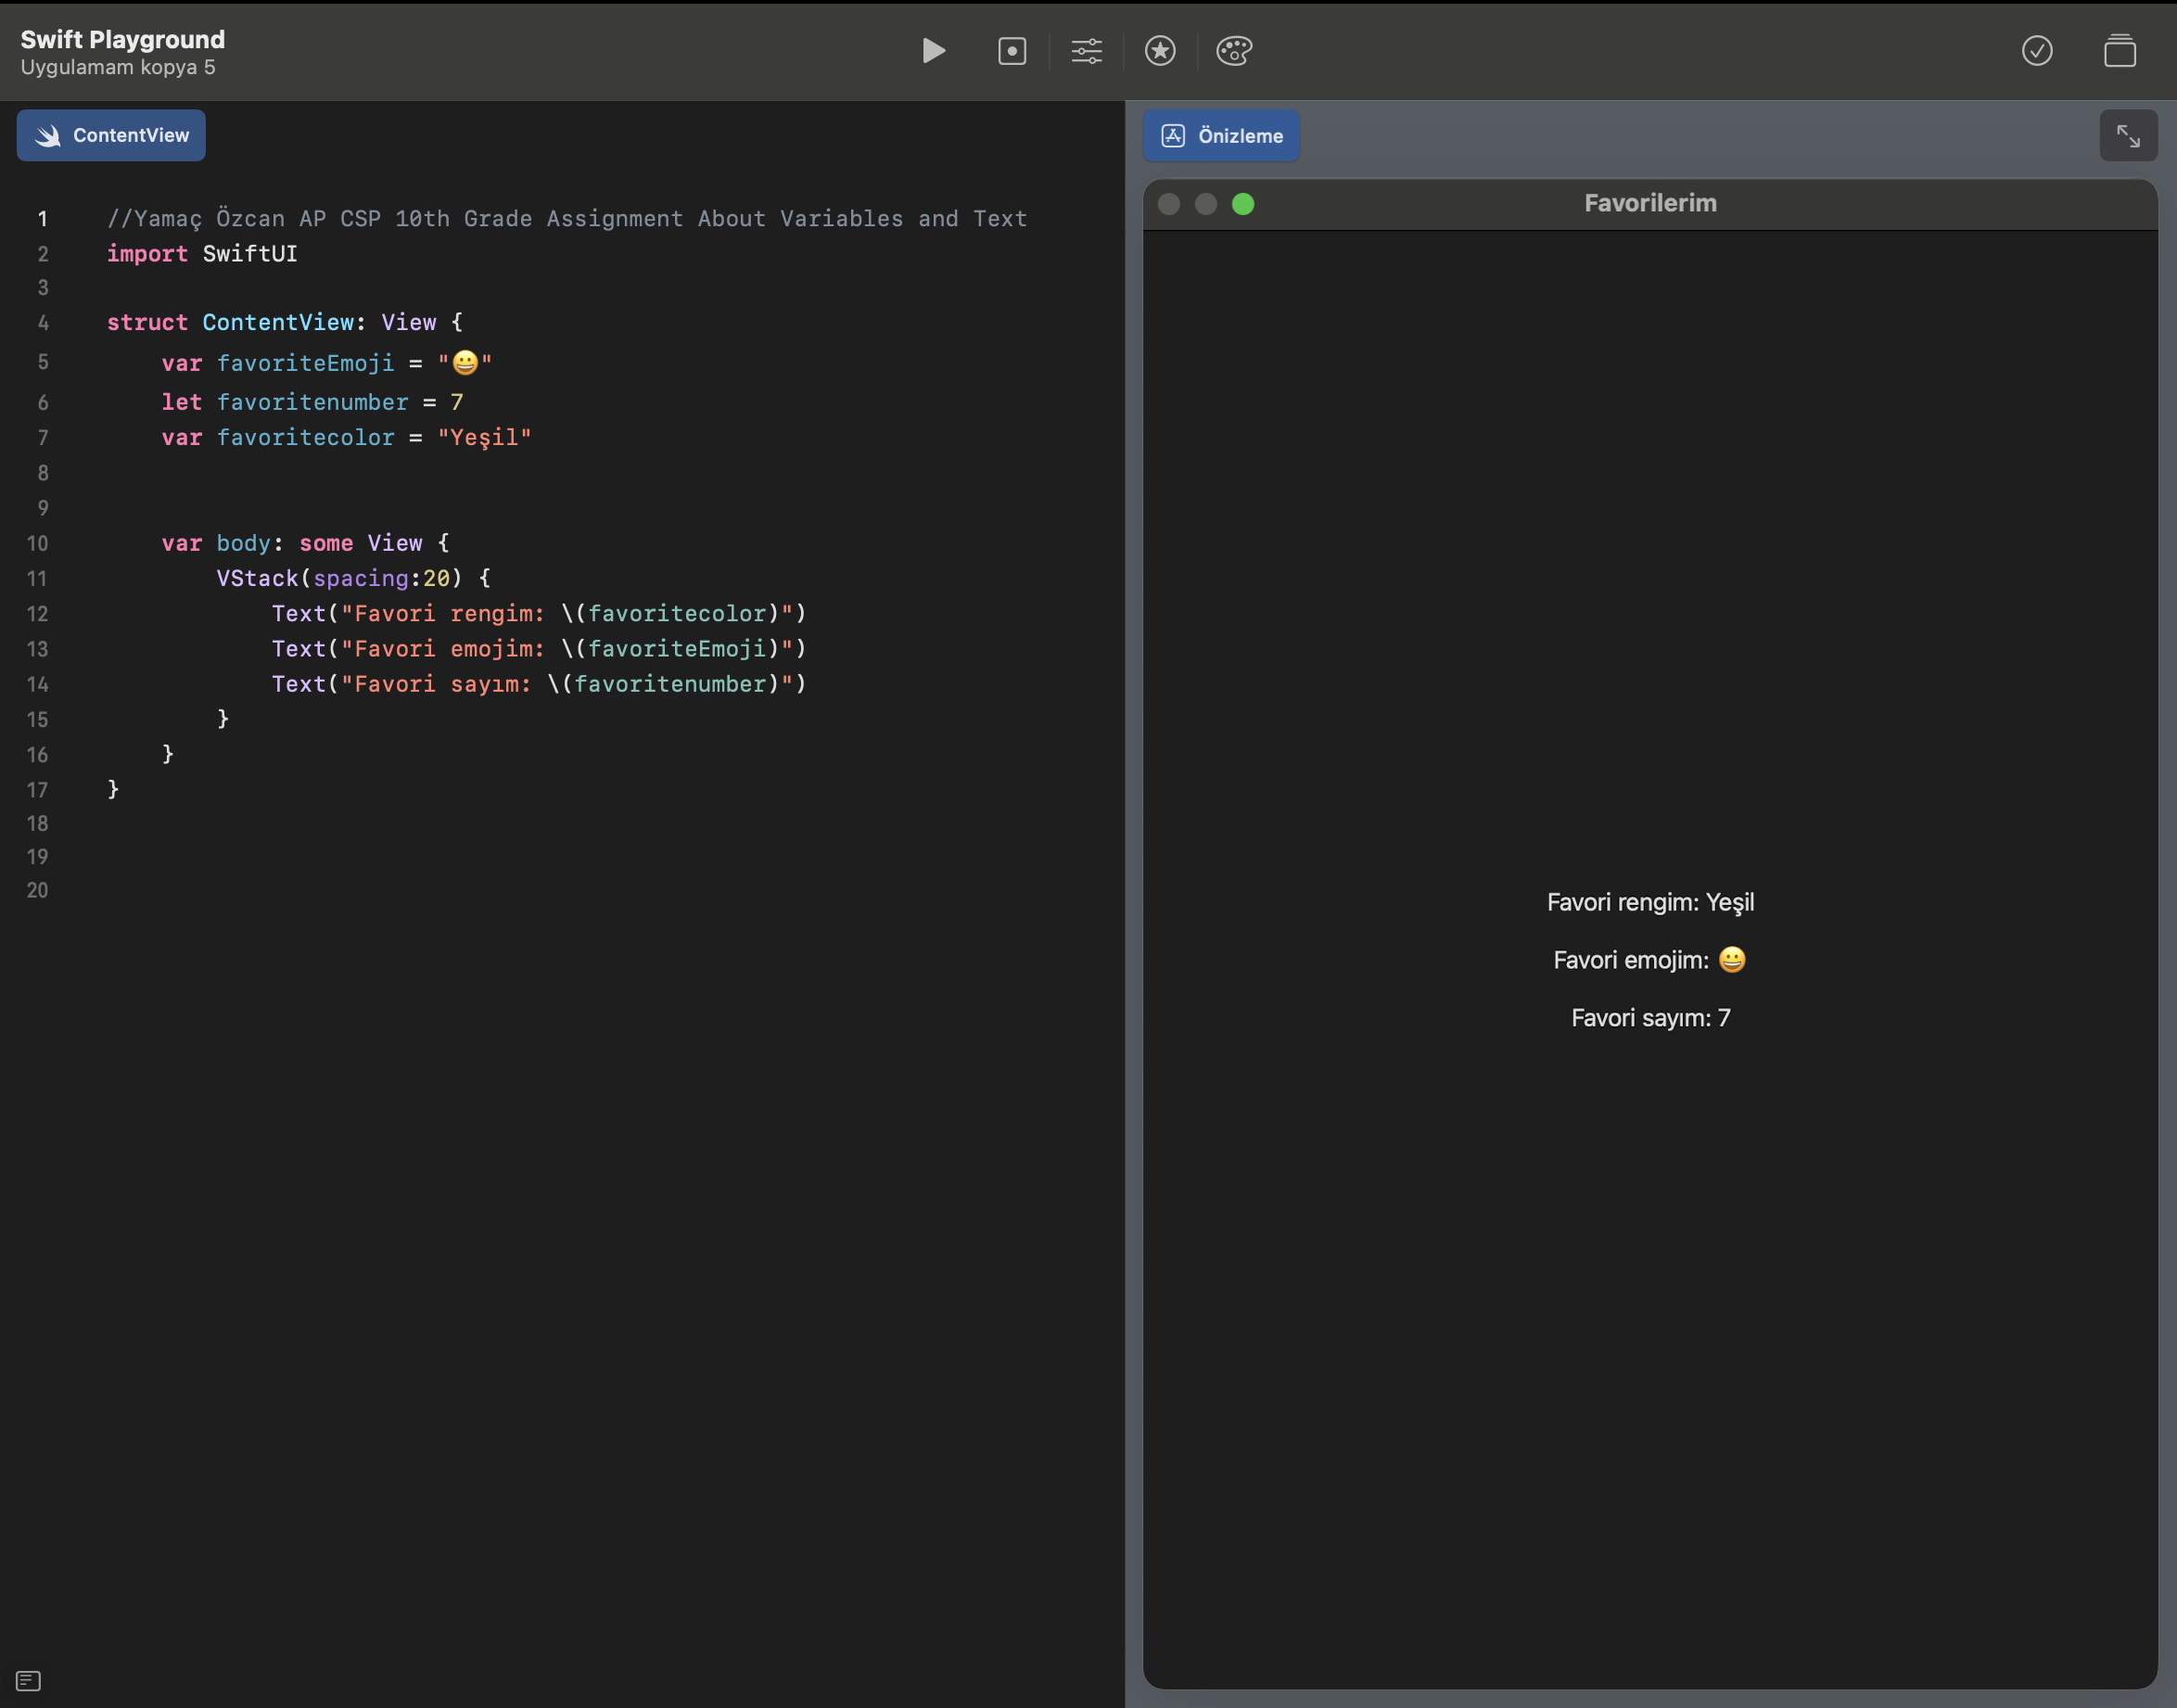 Swift Playground
Uygulamam kopya 5
ContentView
1 //Yamaç Özcan AP CSP 10th Grade Assignment About Variables and Text
2 import SwiftUI
3
4 struct ContentView: View {
5     var favoriteEmoji = "😀"
6     let favoritenumber = 7
7     var favoritecolor = "Yeşil"
8
9
10     var body: some View {
11         VStack(spacing:20) {
12             Text("Favori rengim: \(favoritecolor)")
13             Text("Favori emojim: \(favoriteEmoji)")
14             Text("Favori sayım: \(favoritenumber)")
15         }
16     }
17 }
18
19
20
Önizleme
Favorilerim
Favori rengim: Yeşil
Favori emojim: 😀
Favori sayım: 7